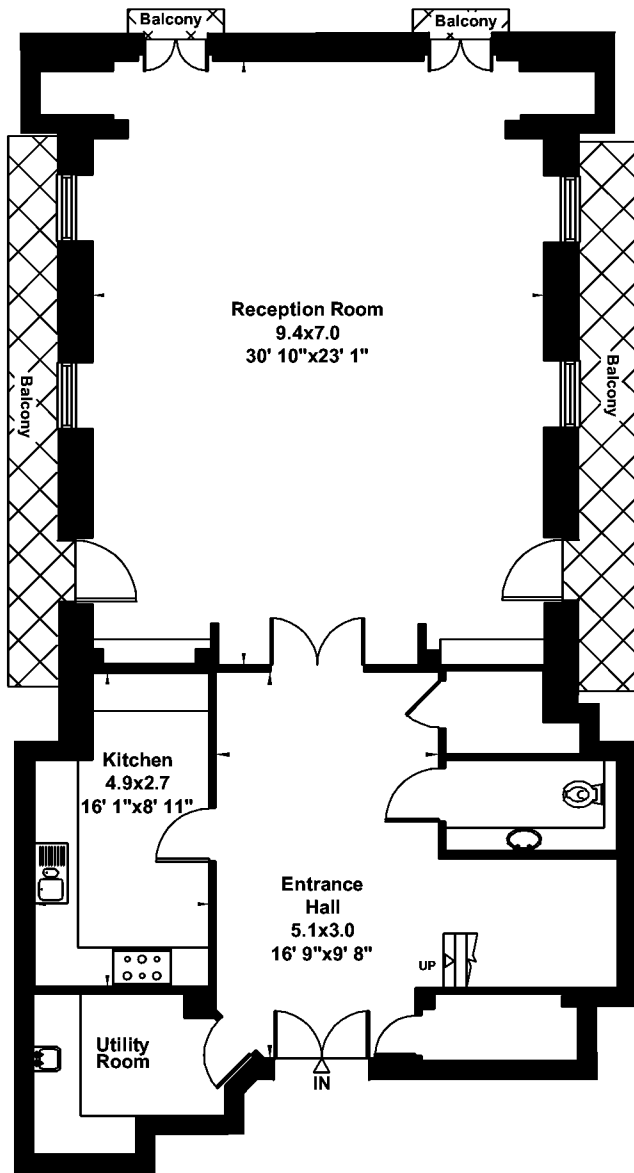 Balcony
Balcony
Reception Room
9.4x7.0
30' 10"x23' 1"
Balcony
Balcony
Kitchen
4.9x2.7
16' 1"x8' 11"
Entrance
Hall
5.1x3.0
16' 9"x9' 8"
UP
Utility
Room
IN